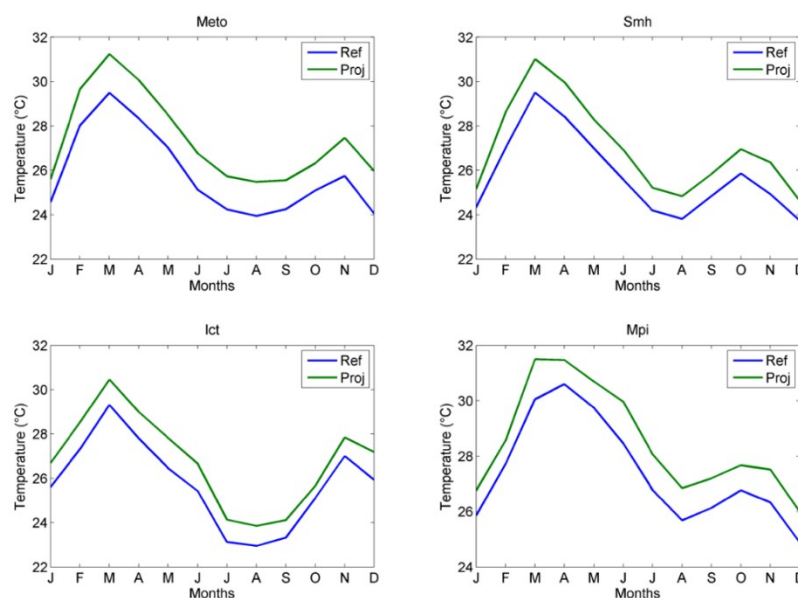 Meto
32
30
28
26
24
22
Temperature (°C)
Ref
Proj
J F M A M J J A S O N D
Months
Smh
32
30
28
26
24
22
Temperature (°C)
Ref
Proj
J F M A M J J A S O N D
Months
Ict
32
30
28
26
24
22
Temperature (°C)
Ref
Proj
J F M A M J J A S O N D
Months
Mpi
32
30
28
26
24
Temperature (°C)
Ref
Proj
J F M A M J J A S O N D
Months